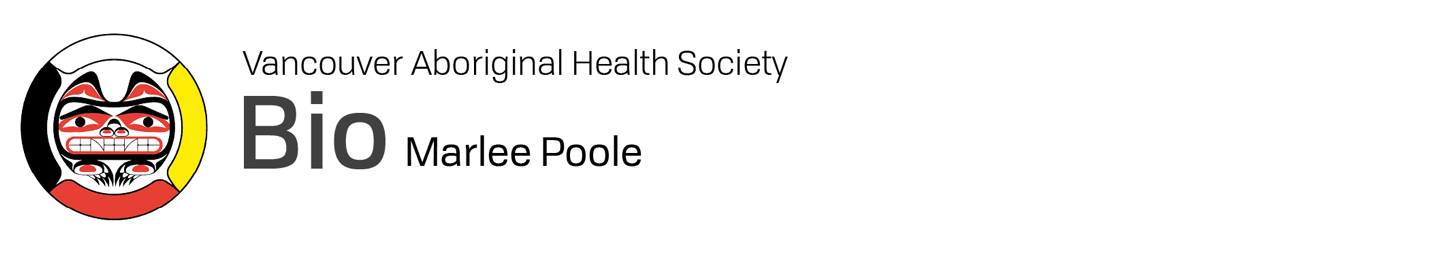 Vancouver Aboriginal Health Society
Bio Marlee Poole